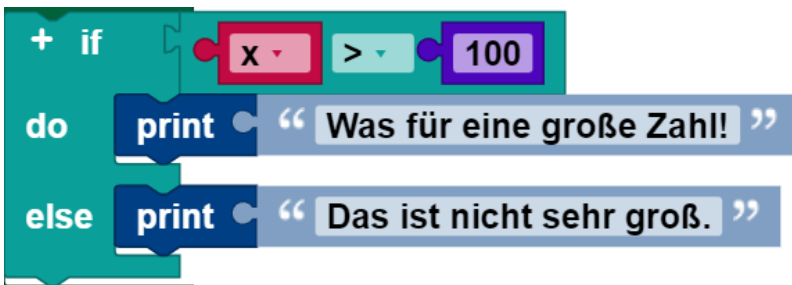 + if x > 100
do print “ Was für eine große Zahl! ”
else print “ Das ist nicht sehr groß. ”